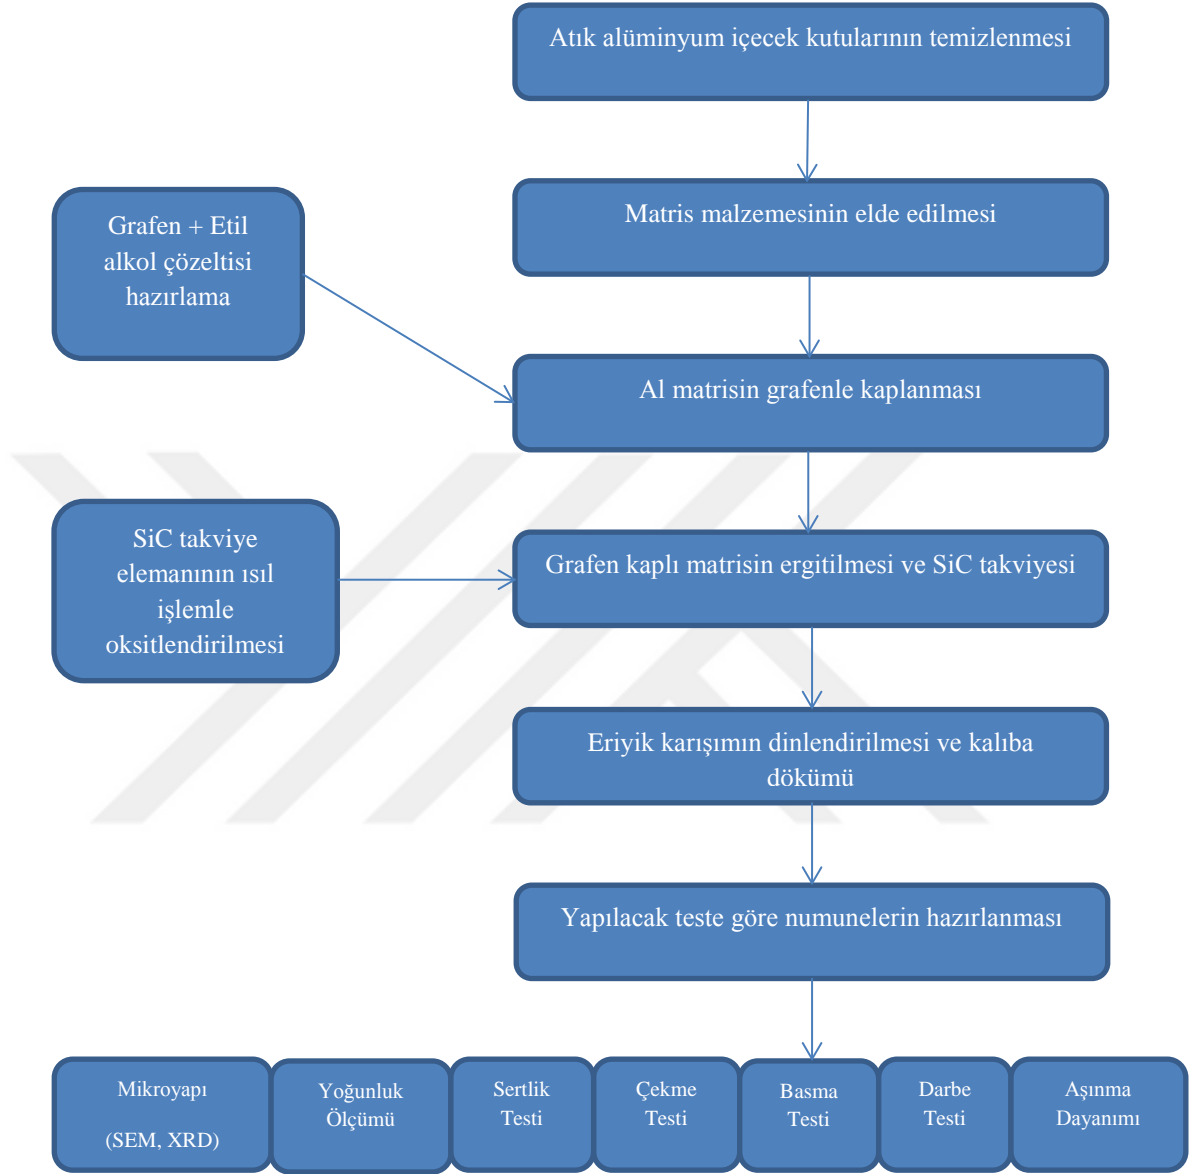 Atık alüminyum içecek kutularının temizlenmesi
Matris malzemesinin elde edilmesi
Grafen + Etil
alkol çözeltisi
hazırlama
Al matrisin grafenle kaplanması
SiC takviye
elemanının ısıl
işlemle
oksitlendirilmesi
Grafen kaplı matrisin ergitilmesi ve SiC takviyesi
Eriyik karışımın dinlendirilmesi ve kalıba
dökümü
Yapılacak teste göre numunelerin hazırlanması
Mikroyapı
(SEM, XRD)
Yoğunluk
Ölçümü
Sertlik
Testi
Çekme
Testi
Basma
Testi
Darbe
Testi
Aşınma
Dayanımı